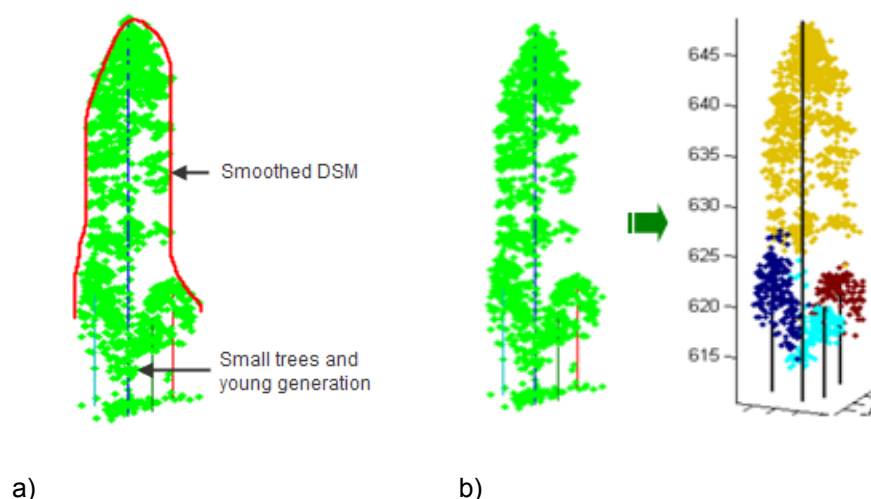 Smoothed DSM
Small trees and
young generation
645
640
635
630
625
620
615
a)
b)